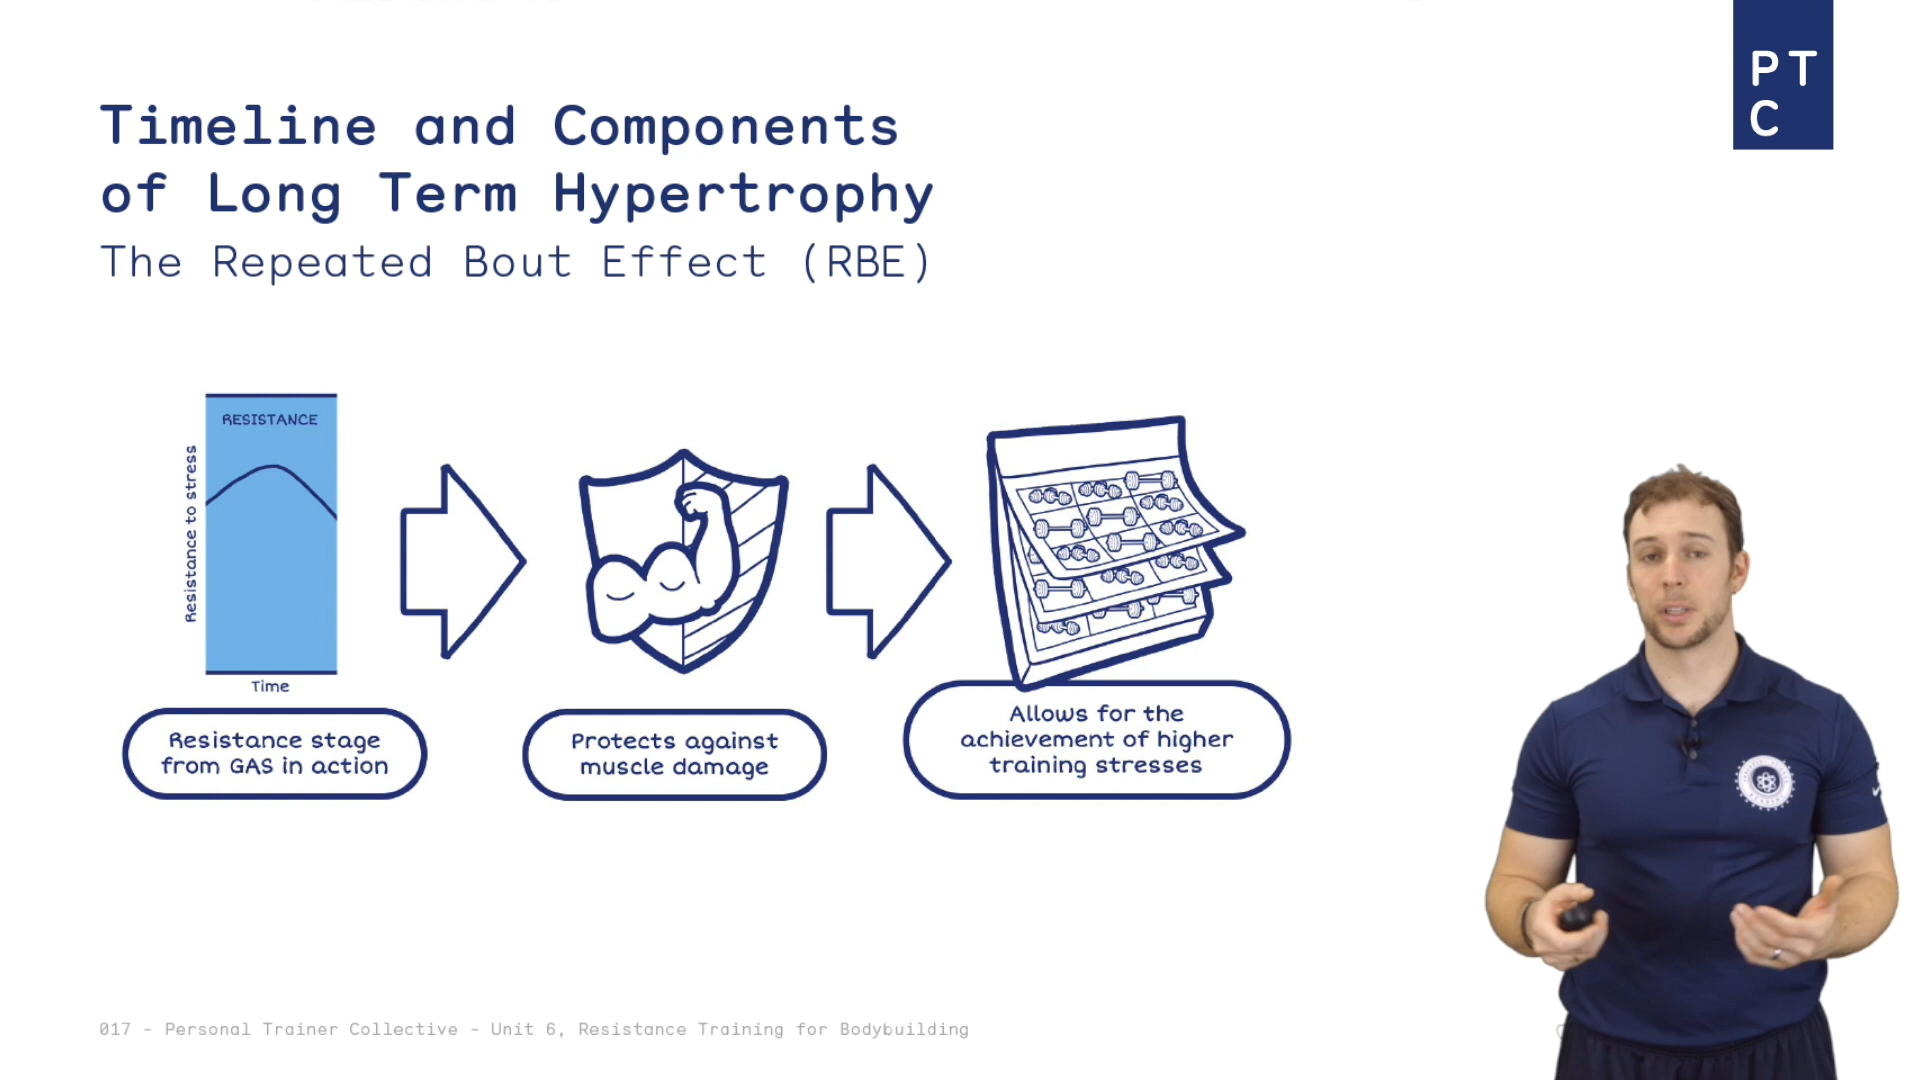 PT
C
Timeline and Components
of Long Term Hypertrophy
The Repeated Bout Effect (RBE)
RESISTANCE
Resistance to stress
Time
Resistance stage
from GAS in action
Protects against
muscle damage
Allows for the
achievement of higher
training stresses
017 - Personal Trainer Collective - Unit 6, Resistance Training for Bodybuilding